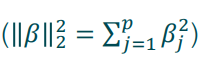 (‖β‖₂² = ∑ⱼ₌₁ᵖ βⱼ²)